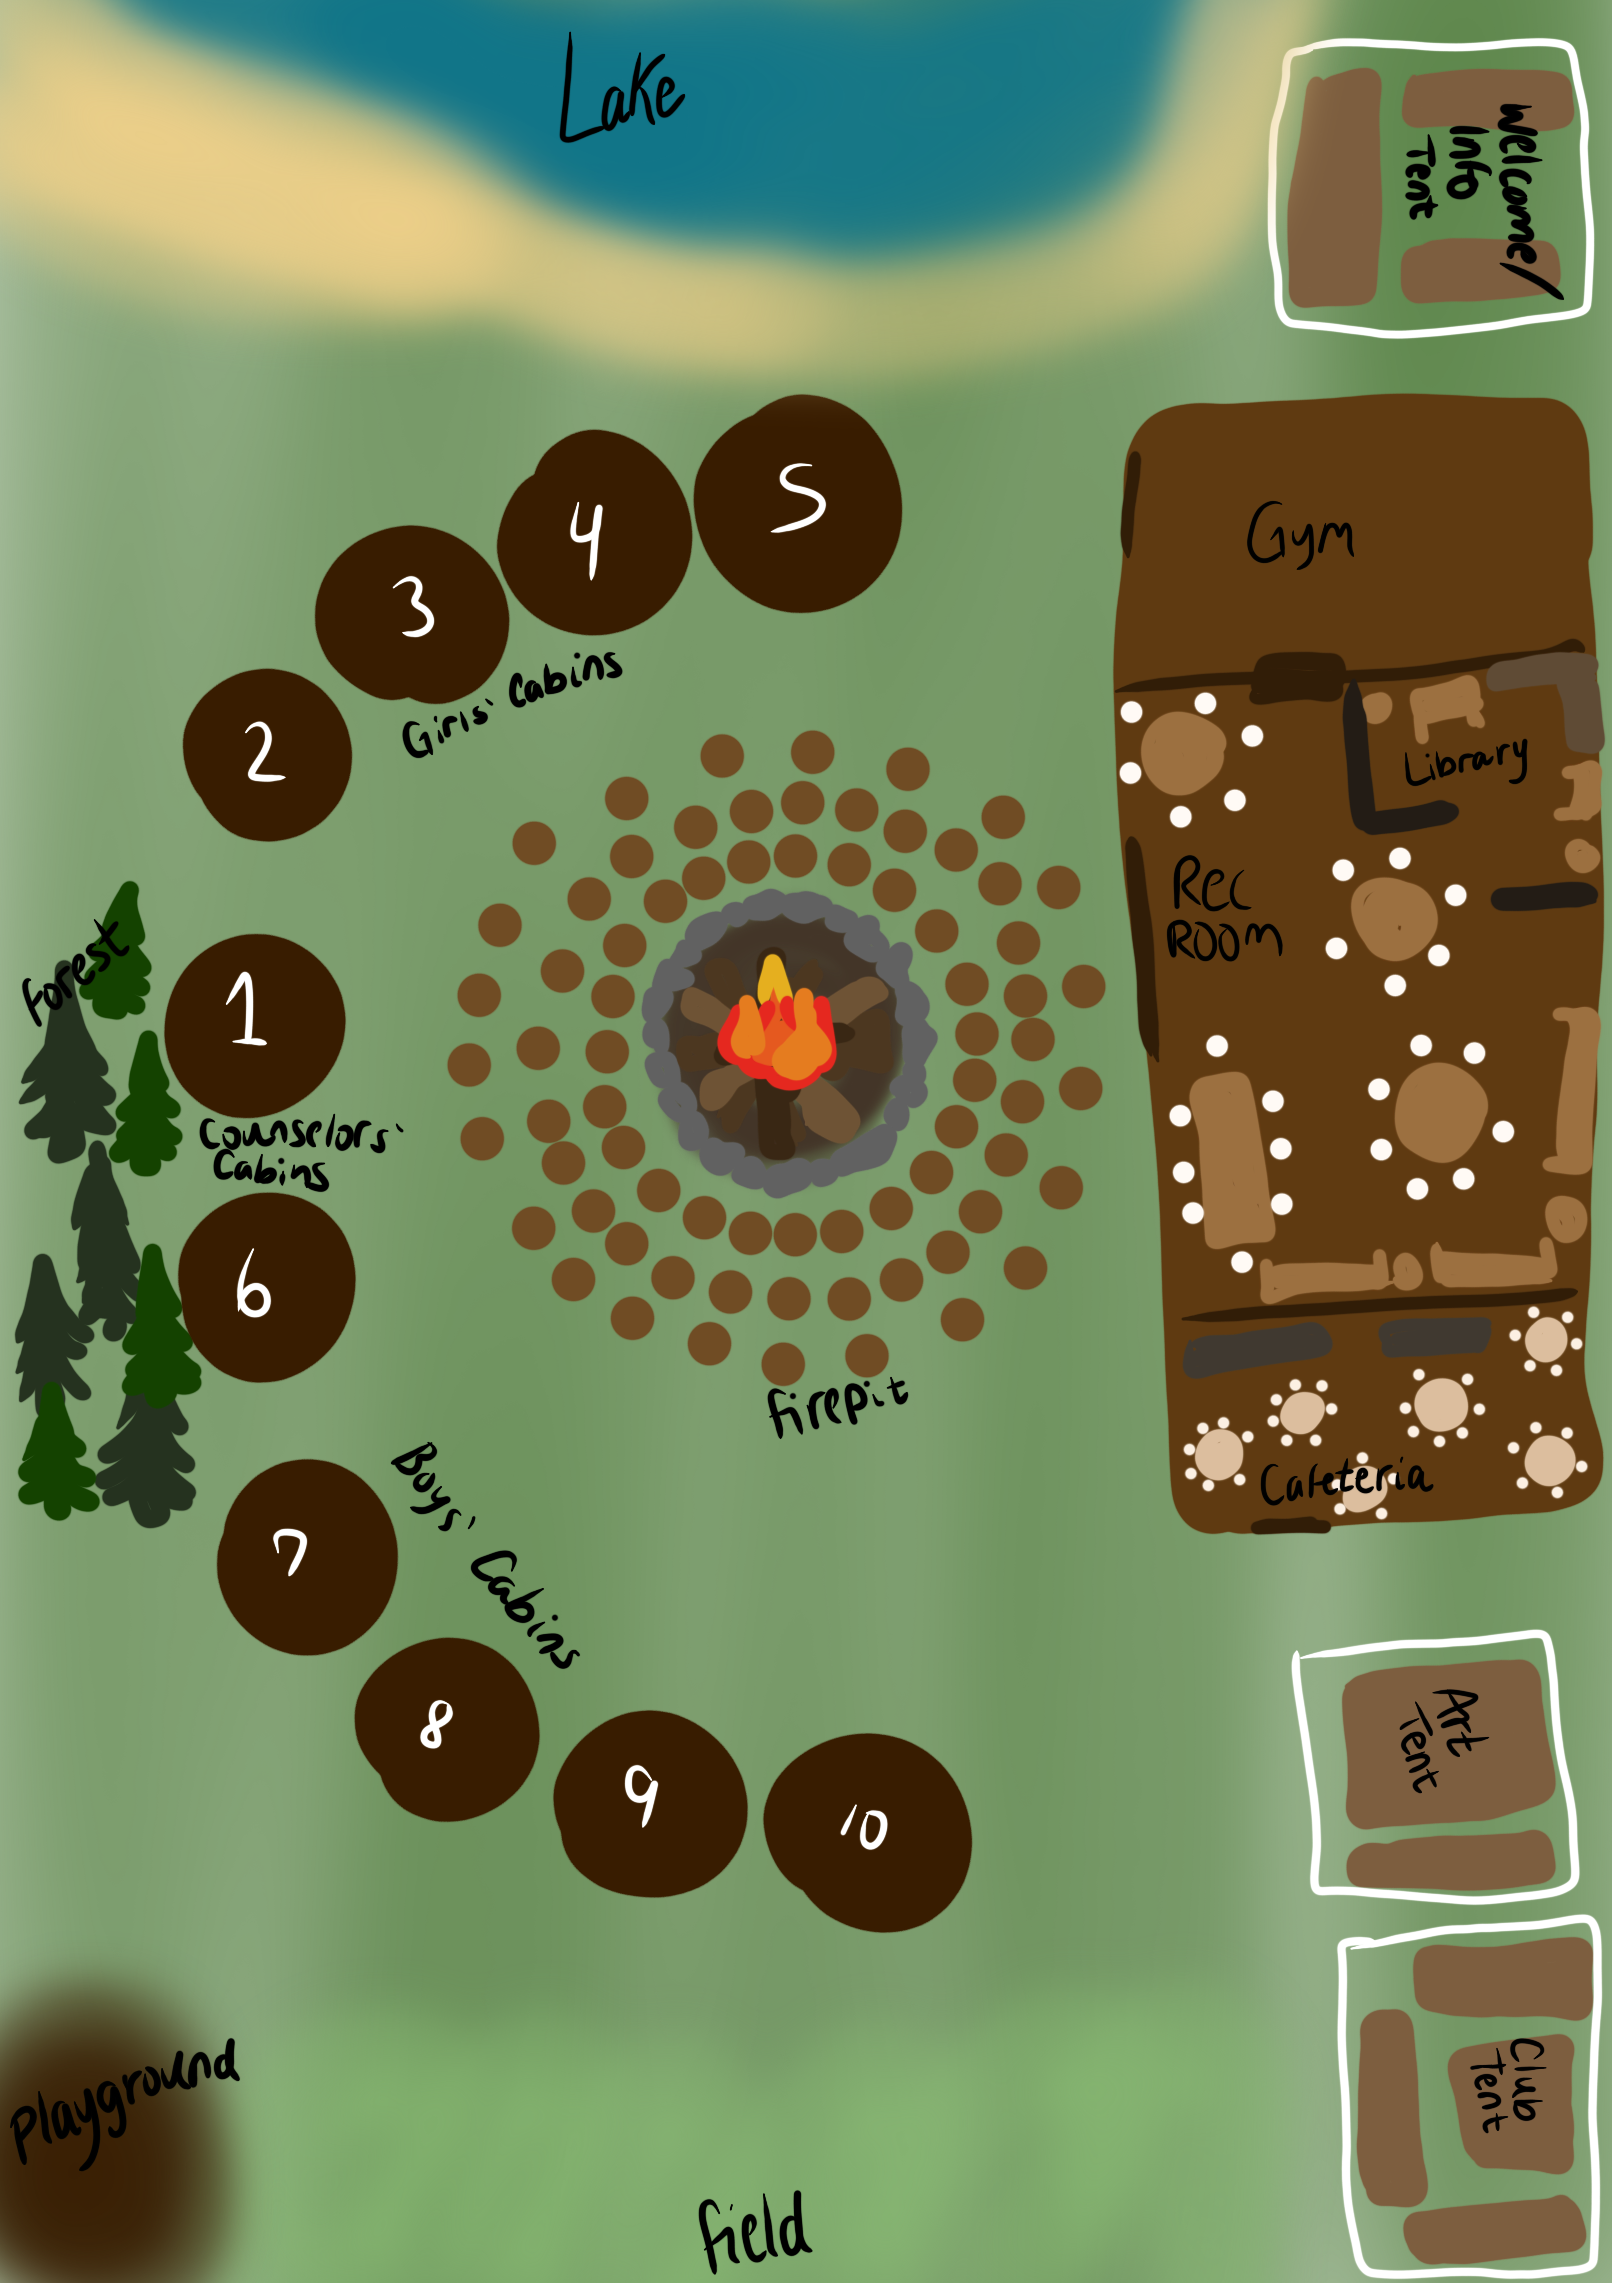 Lake
Welcome/
Info
Tent
5
4
Gym
3
Girls' Cabins
2
Library
Rec
Room
Forest
1
Counselors'
Cabins
6
firepit
Boys' Cabins
Cafeteria
7
8
Art
Tent
9
10
Playground
Club
Tent
field